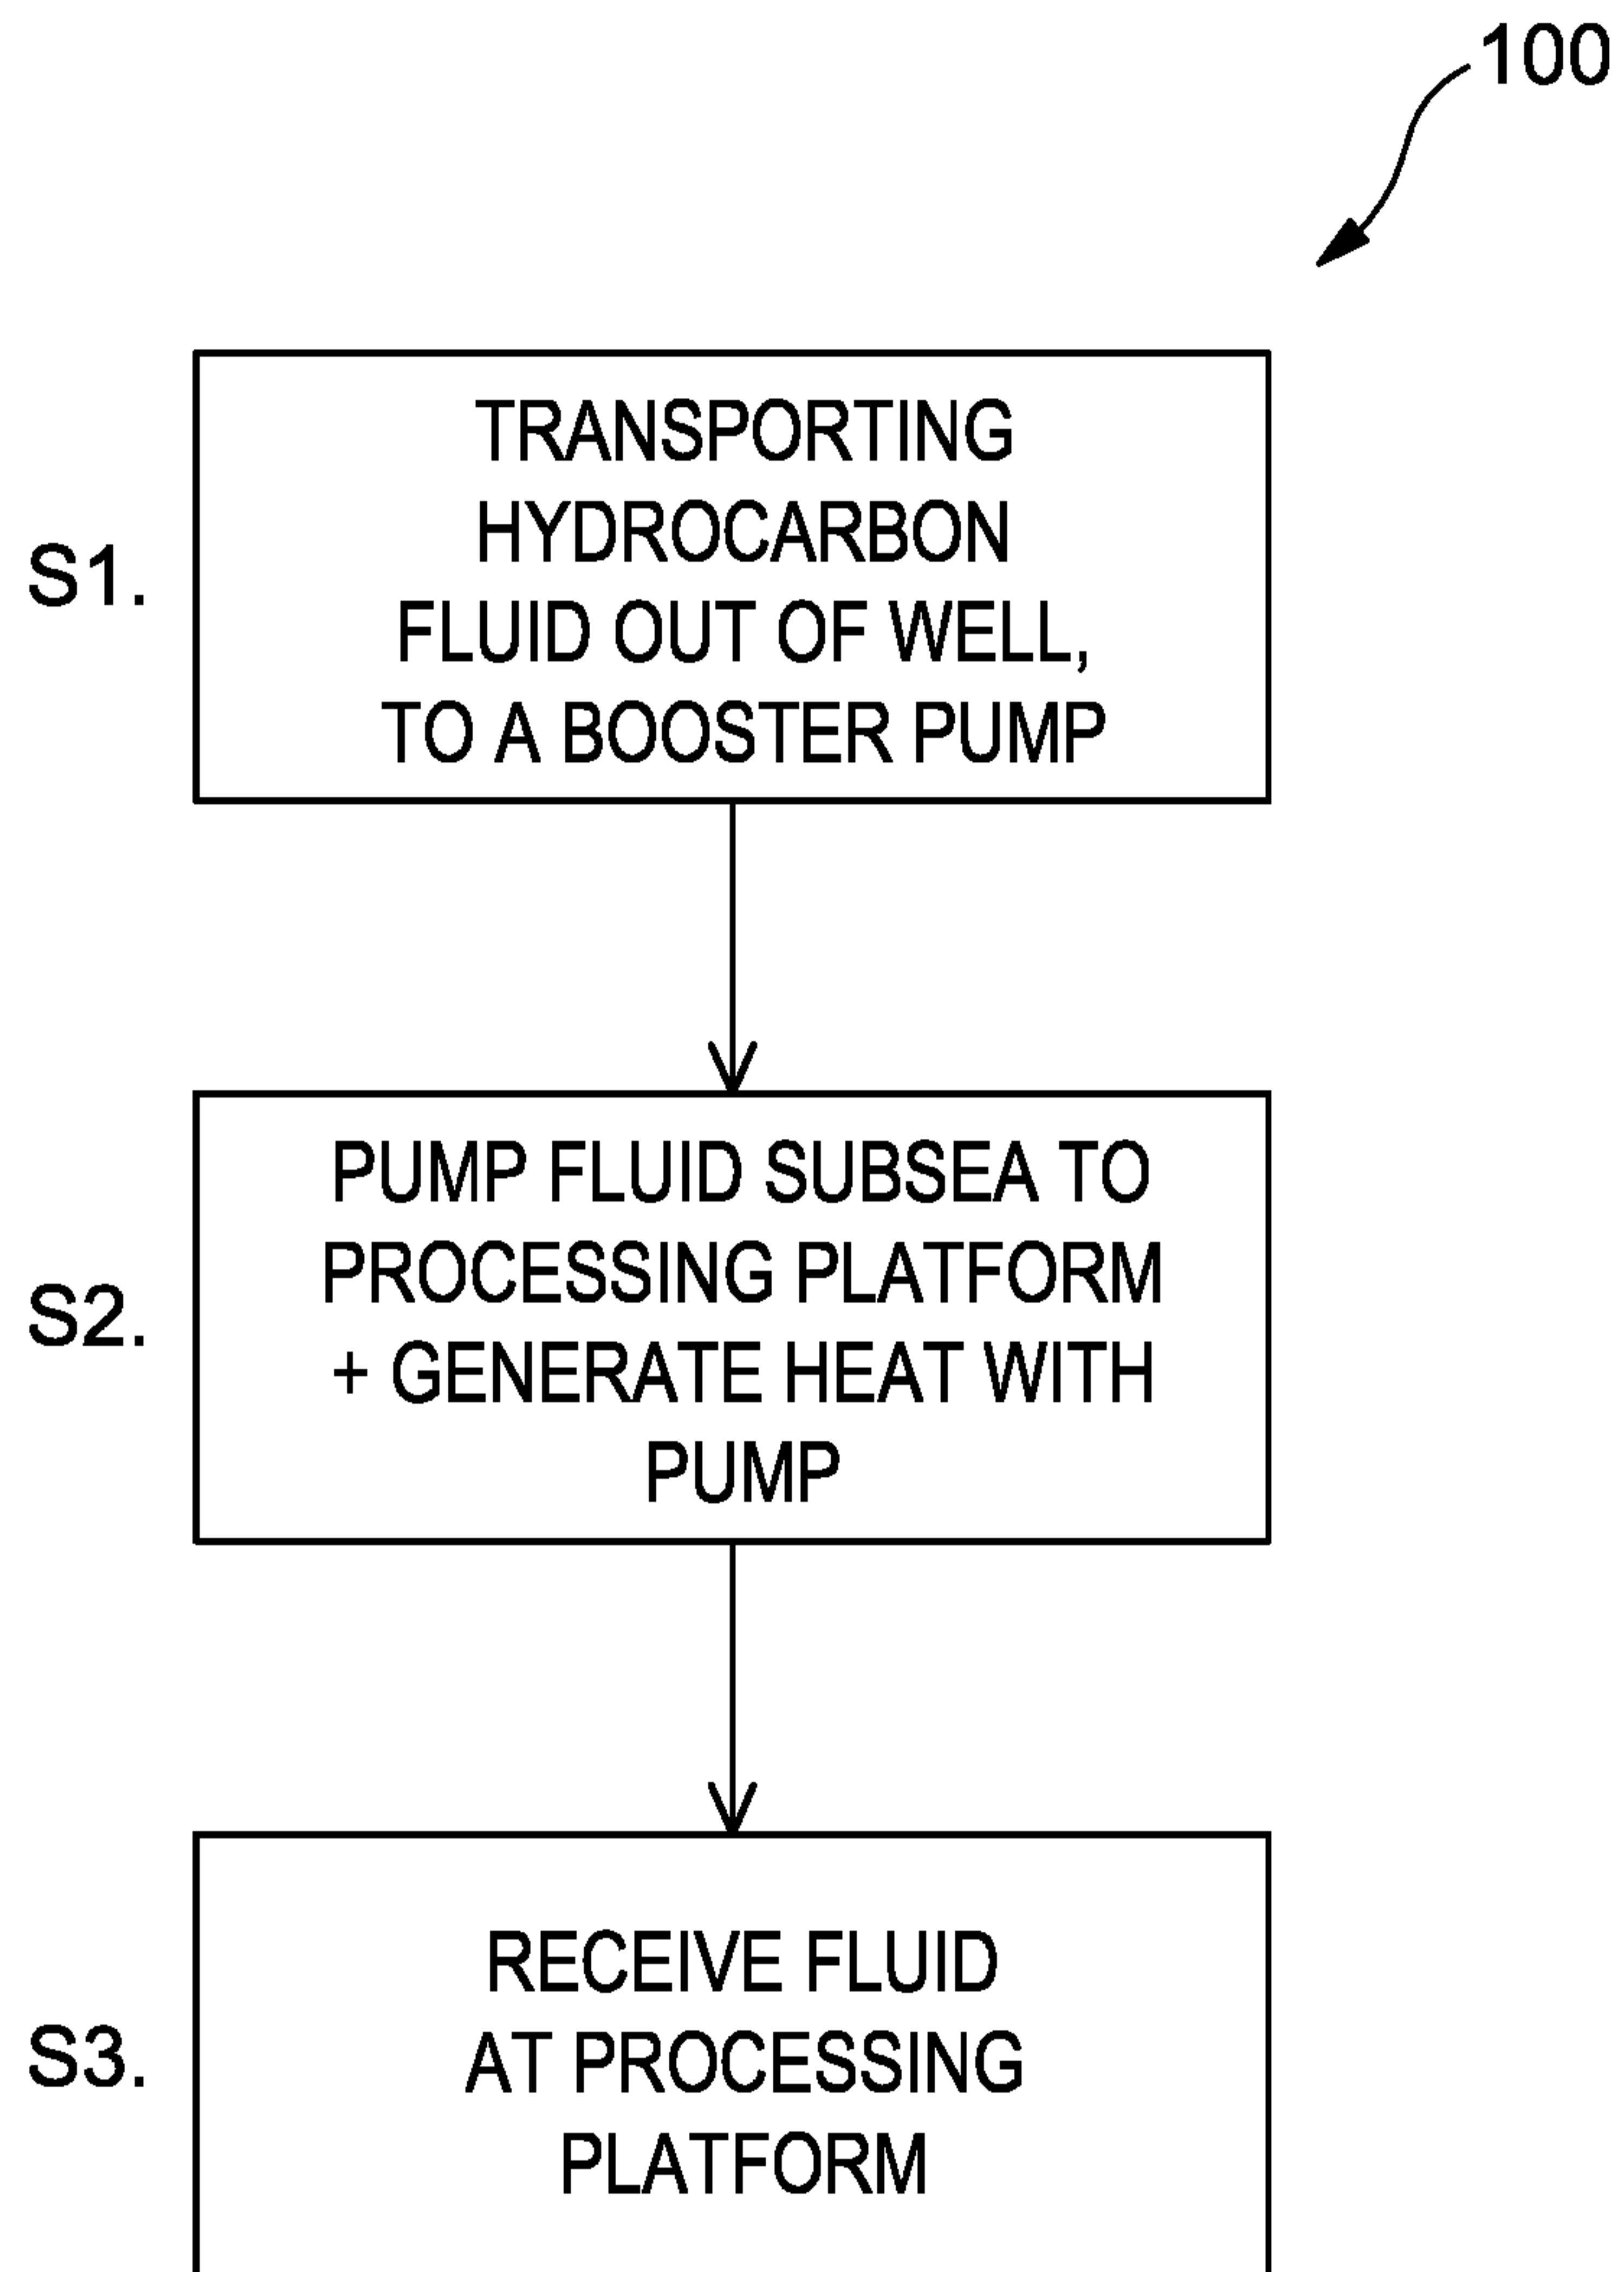 100
S1.
TRANSPORTING
HYDROCARBON
FLUID OUT OF WELL,
TO A BOOSTER PUMP
S2.
PUMP FLUID SUBSEA TO
PROCESSING PLATFORM
+ GENERATE HEAT WITH
PUMP
S3.
RECEIVE FLUID
AT PROCESSING
PLATFORM